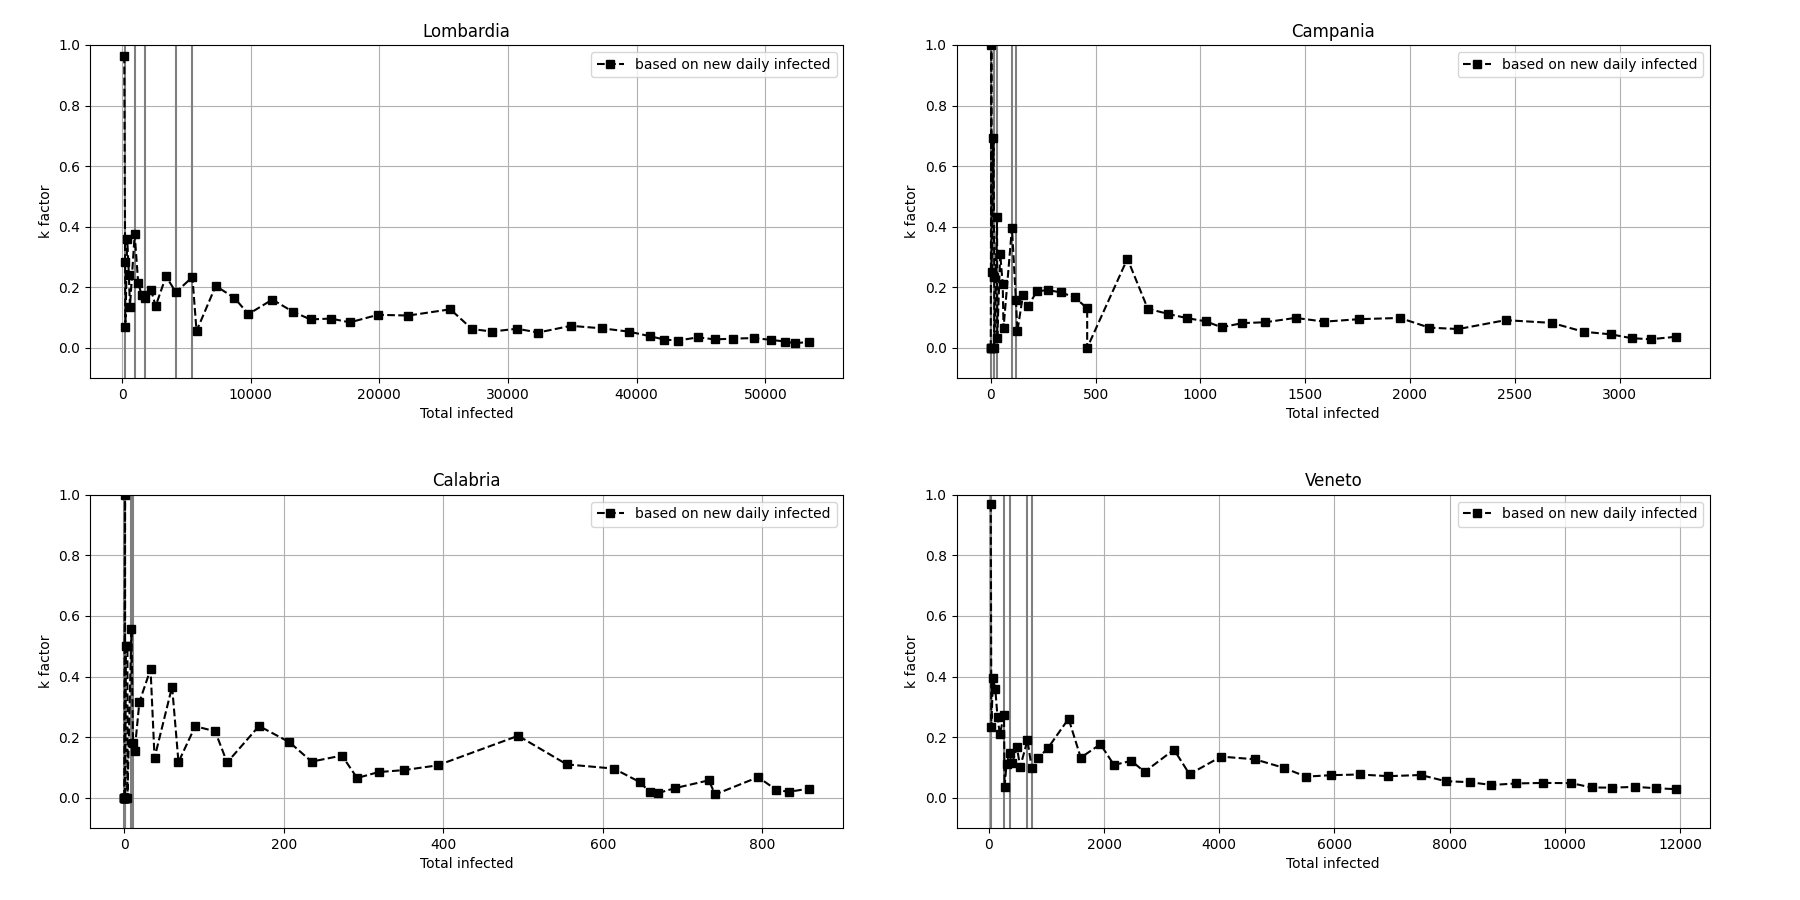 Lombardia
1.0
0.8
0.6
0.4
0.2
0.0
k factor
based on new daily infected
0 10000 20000 30000 40000 50000
Total infected
Campania
1.0
0.8
0.6
0.4
0.2
0.0
k factor
based on new daily infected
0 500 1000 1500 2000 2500 3000
Total infected
Calabria
1.0
0.8
0.6
0.4
0.2
0.0
k factor
based on new daily infected
0 200 400 600 800
Total infected
Veneto
1.0
0.8
0.6
0.4
0.2
0.0
k factor
based on new daily infected
0 2000 4000 6000 8000 10000 12000
Total infected